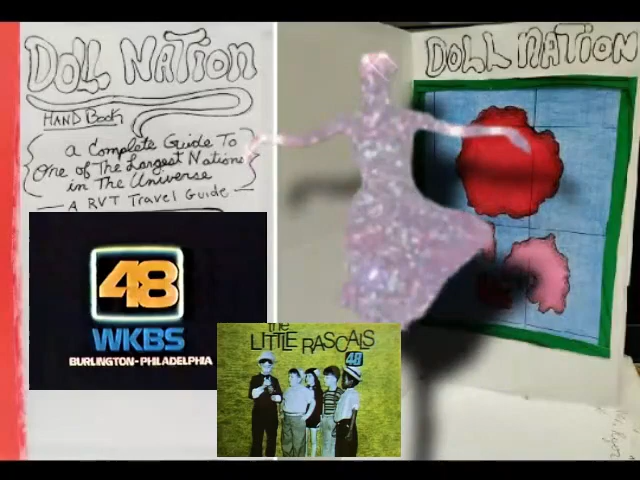 DOLL NATION
HAND Book
a Complete Guide To
One of The Largest Nations
in The Universe
— A RVT Travel Guide —
48
WKBS
BURLINGTON-PHILADELPHIA
the
LITTLE RASCALS
48
DOLL NATION